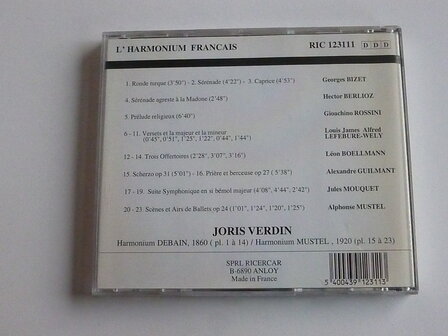 L' HARMONIUM FRANCAIS RIC 123111 D D D
1. Ronde turque (3'50") - 2. Sérénade (4'22") - 3. Caprice (4'53") Georges BIZET
4. Sérénade agreste à la Madone (2'48") Hector BERLIOZ
5. Prélude religieux (6'40") Gioachino ROSSINI
6 - 11. Versets et la majeur et la mineur Louis James Alfred
(0'45", 0'51", 1'25", 1'22", 0'44", 1'44") LEFEBURE-WELY
12 - 14. Trois Offertoires (2'28", 3'07", 3'16") Léon BOELLMANN
15. Scherzo op 31 (5'01") - 16. Prière et berceuse op 27 ( 5'38") Alexandre GUILMANT
17 - 19. Suite Symphonique en si bémol majeur (4'08", 4'44", 2'42") Jules MOUQUET
20 - 23. Scènes et Airs de Ballets op 24 (1'01", 1'24", 1'20", 1'25") Alphonse MUSTEL
JORIS VERDIN
Harmonium DEBAIN, 1860 ( pl. 1 à 14) / Harmonium MUSTEL , 1920 (pl. 15 à 23)
SPRL RICERCAR
B-6890 ANLOY
Made in France
5 400439 123113